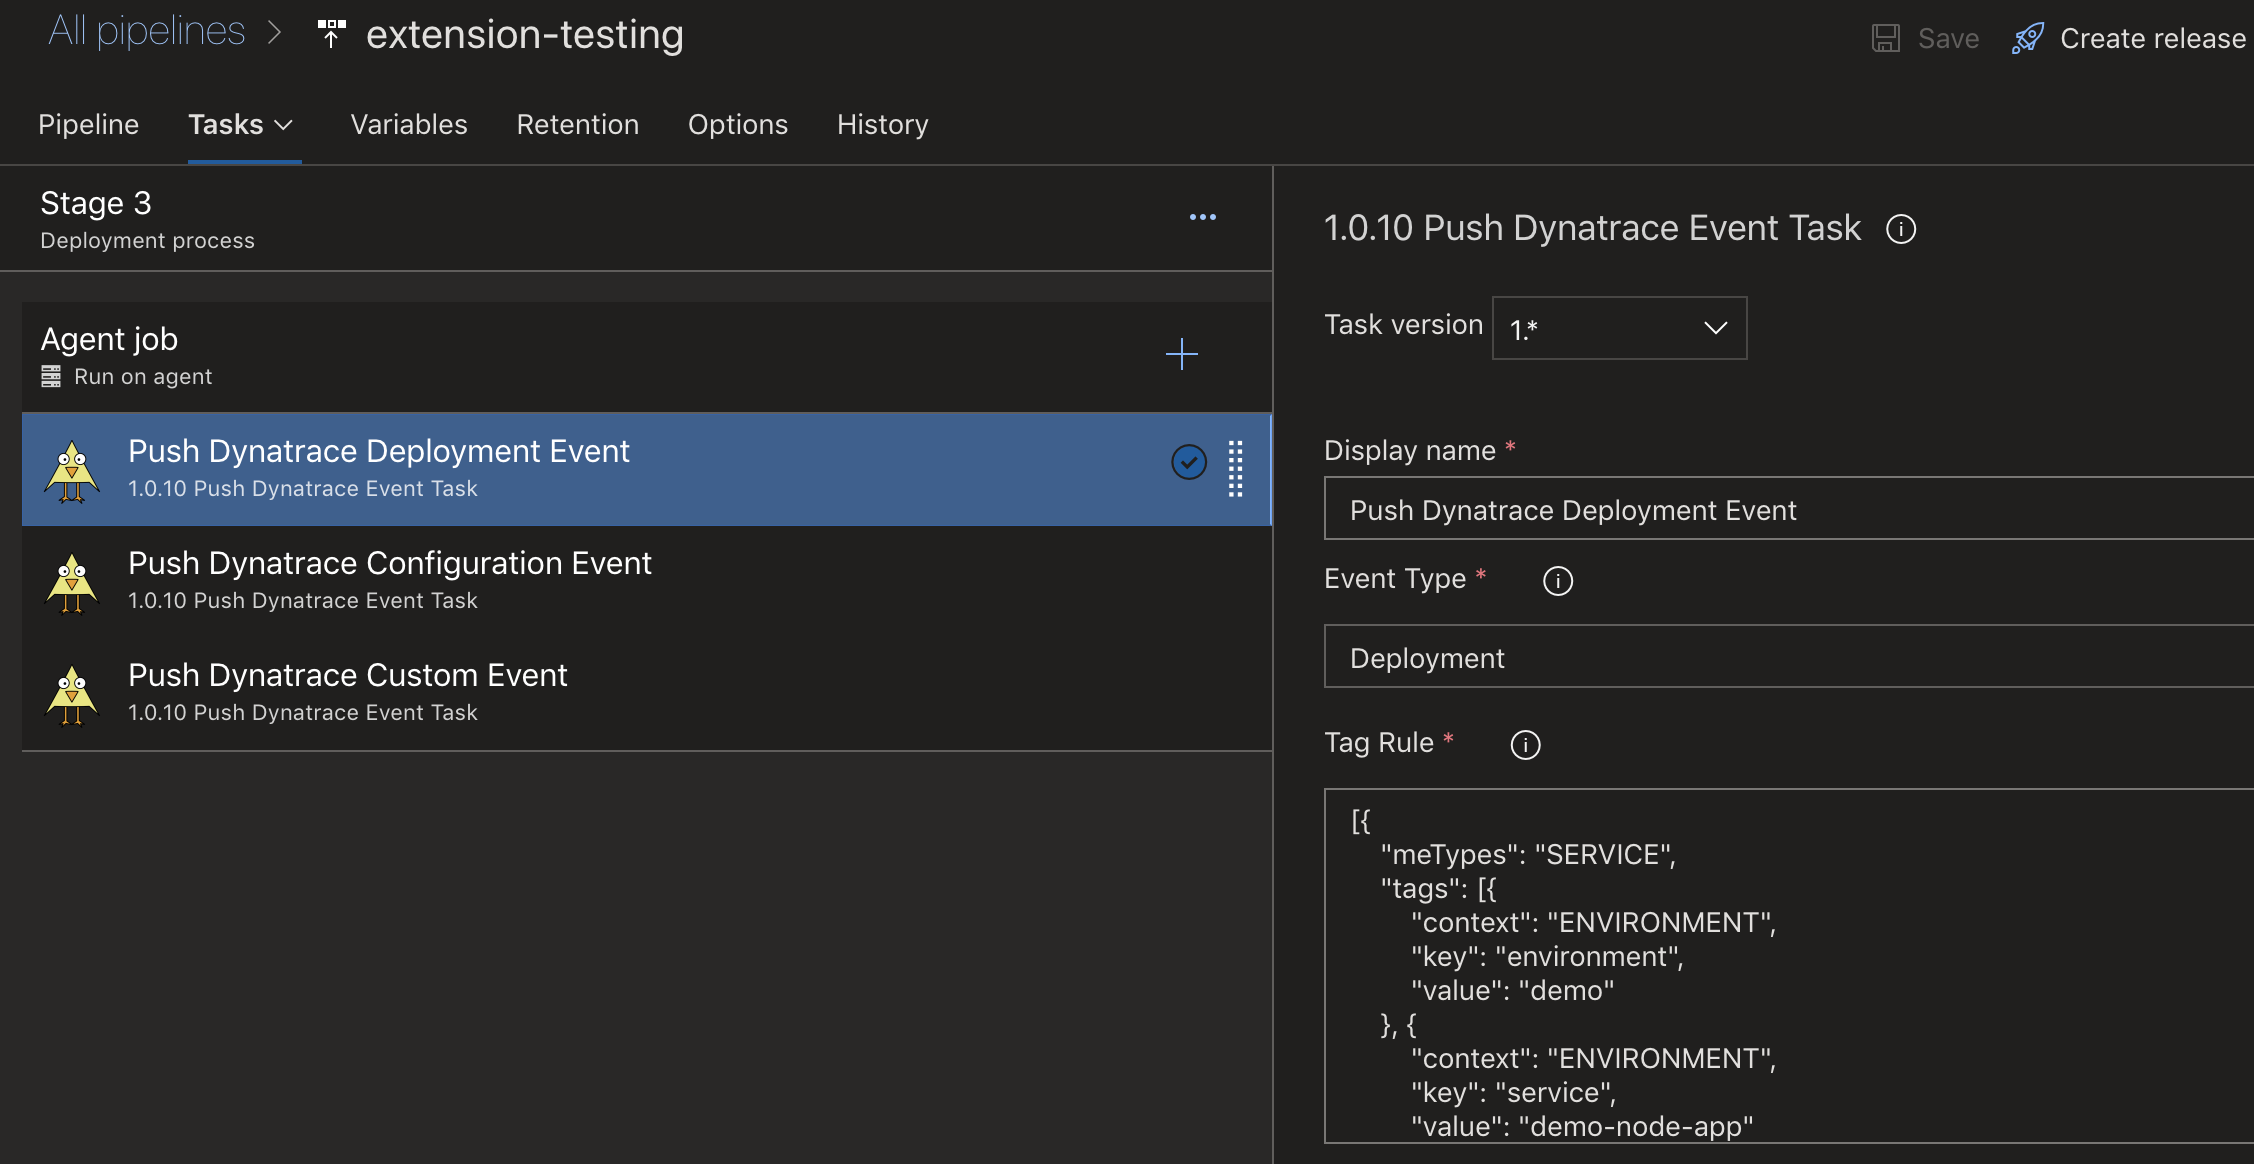 All pipelines
extension-testing
Save
Create release
Pipeline
Tasks
Variables
Retention
Options
History
Stage 3
Deployment process
Agent job
Run on agent
Push Dynatrace Deployment Event
1.0.10 Push Dynatrace Event Task
Push Dynatrace Configuration Event
1.0.10 Push Dynatrace Event Task
Push Dynatrace Custom Event
1.0.10 Push Dynatrace Event Task
1.0.10 Push Dynatrace Event Task
Task version
1.*
Display name *
Push Dynatrace Deployment Event
Event Type *
Deployment
Tag Rule *
[{
"meTypes": "SERVICE",
"tags": [{
"context": "ENVIRONMENT",
"key": "environment",
"value": "demo"
}, {
"context": "ENVIRONMENT",
"key": "service",
"value": "demo-node-app"